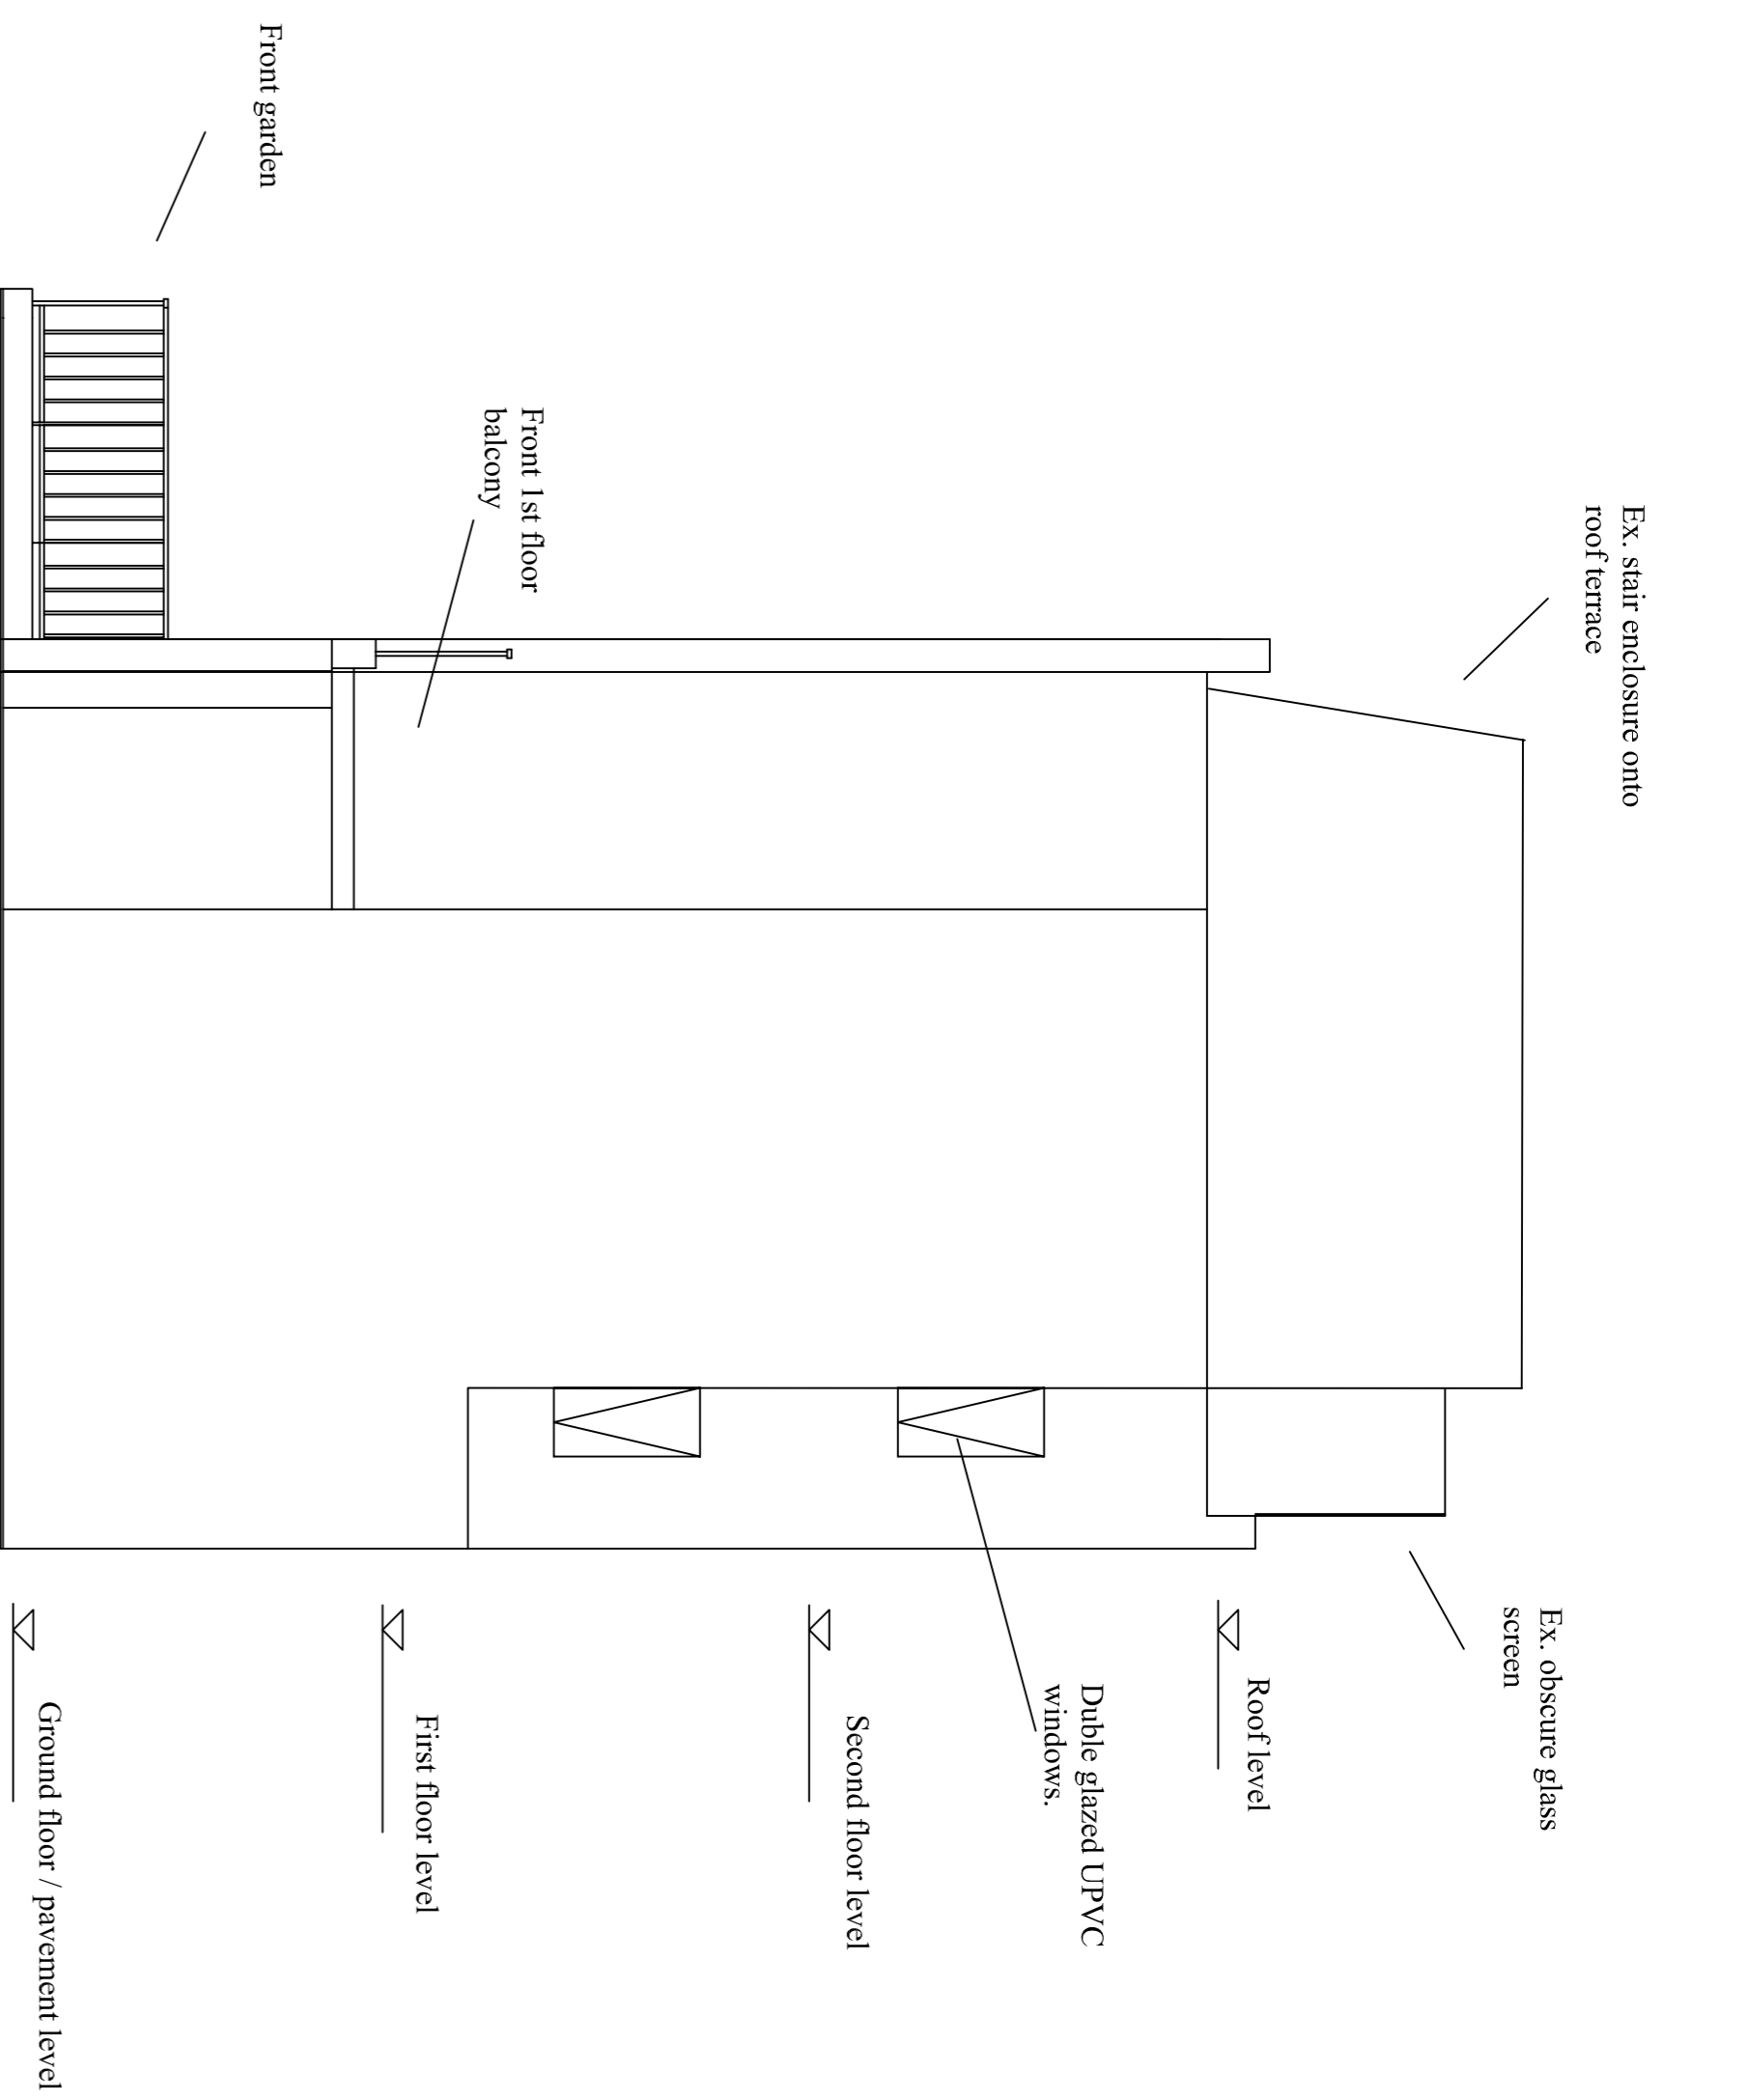 Ex. stair enclosure onto
roof terrace
Ex. obscure glass
screen
Roof level
Duble glazed UPVC
windows.
Second floor level
Front 1st floor
balcony
First floor level
Front garden
Ground floor / pavement level